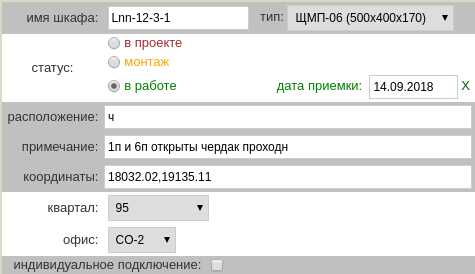 имя шкафа: Lnn-12-3-1 тип: ЩМП-06 (500x400x170)
статус:
в проекте
монтаж
в работе дата приемки: 14.09.2018 X
расположение: ч
примечание: 1п и 6п открыты чердак проходн
координаты: 18032.02,19135.11
квартал: 95
офис: СО-2
индивидуальное подключение: